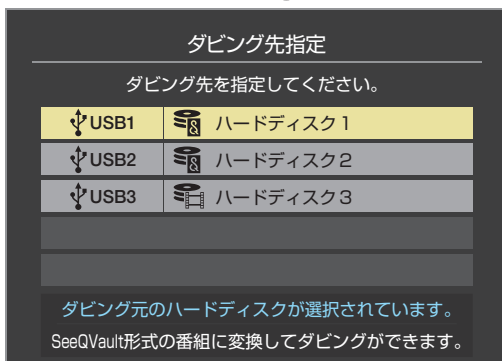 ダビング先指定
ダビング先を指定してください。
USB1 ハードディスク1
USB2 ハードディスク2
USB3 ハードディスク3
ダビング元のハードディスクが選択されています。
SeeQVault形式の番組に変換してダビングができます。